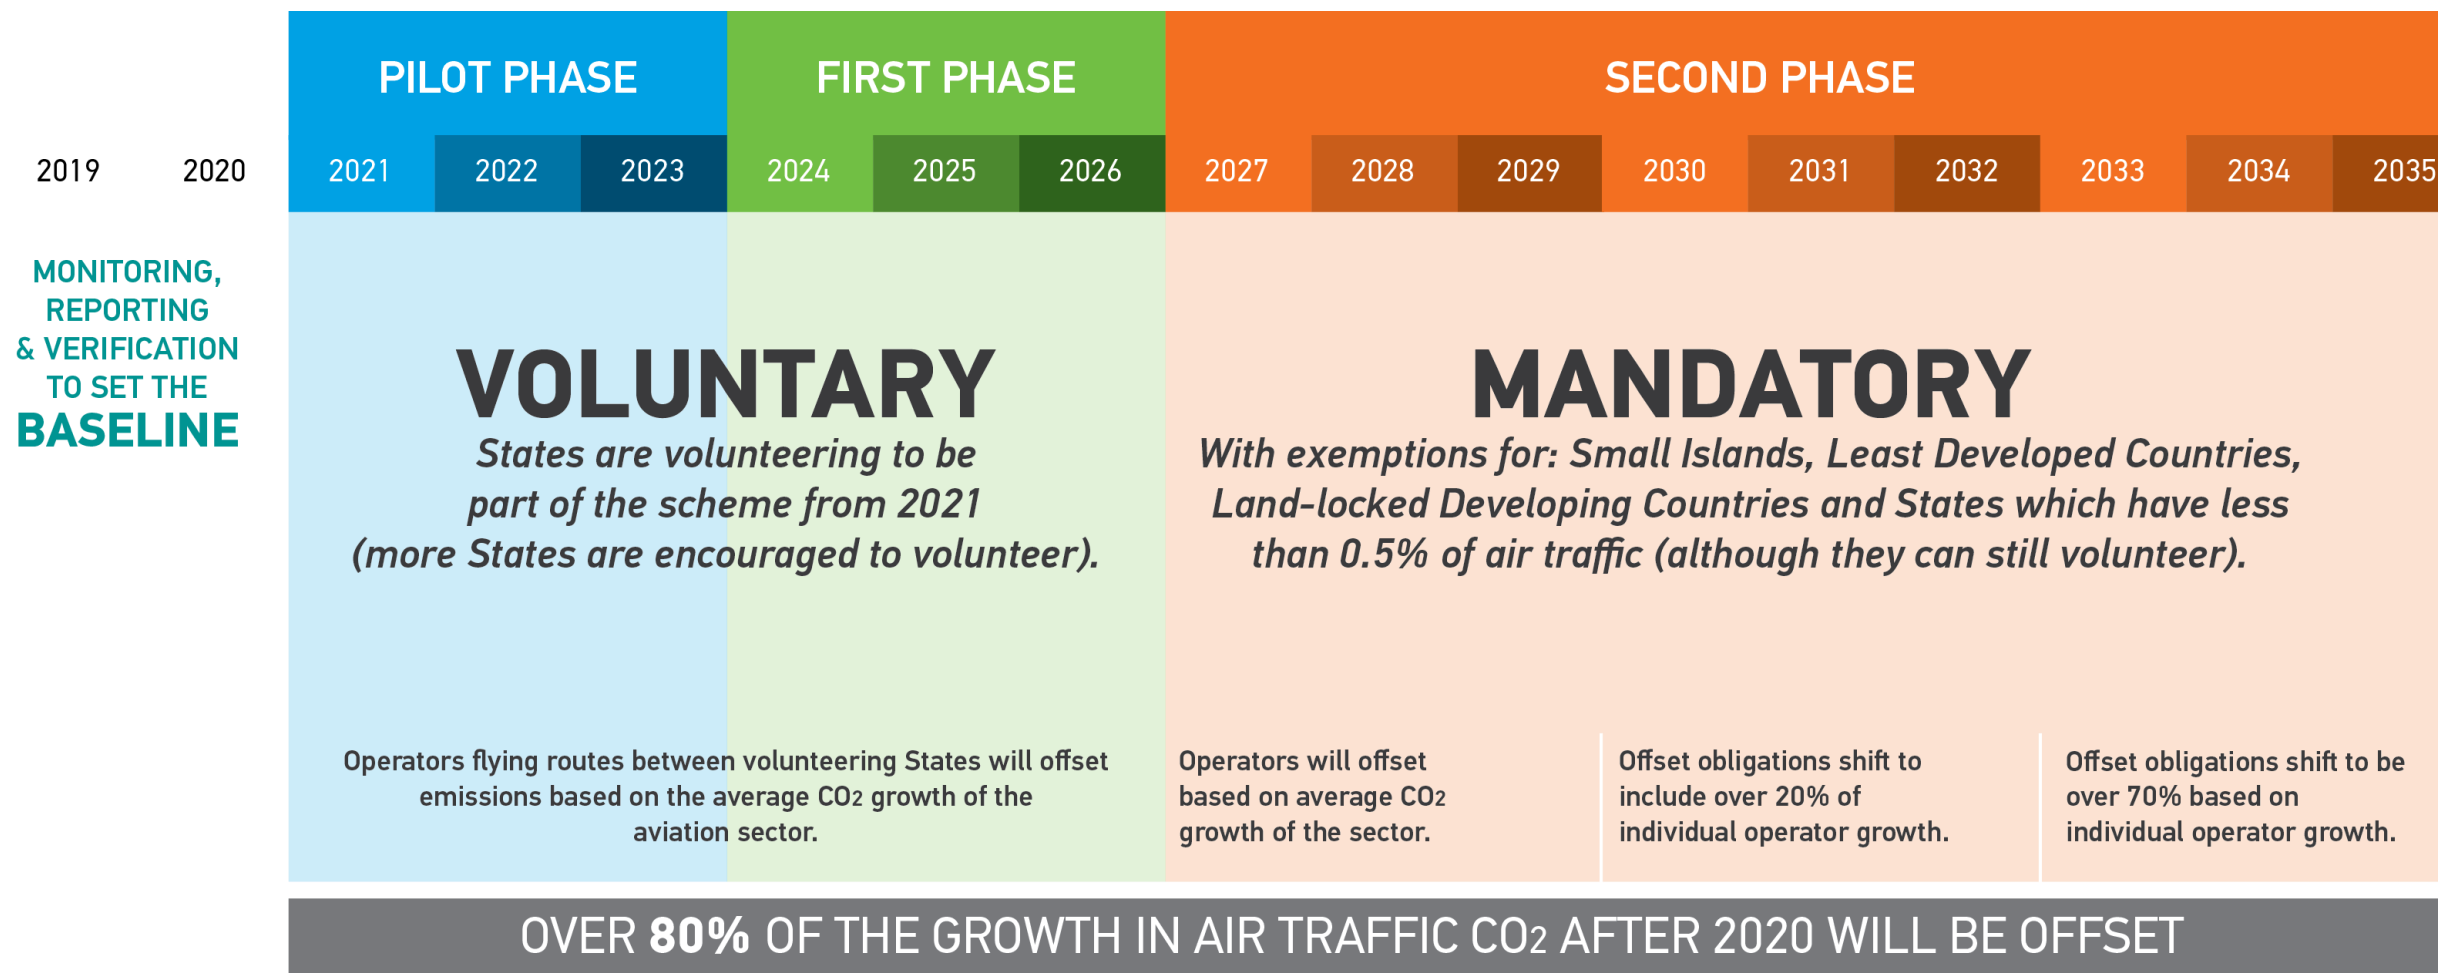 PILOT PHASE
FIRST PHASE
SECOND PHASE
2019
2020
2021
2022
2023
2024
2025
2026
2027
2028
2029
2030
2031
2032
2033
2034
2035
MONITORING,
REPORTING
& VERIFICATION
TO SET THE
BASELINE
VOLUNTARY
States are volunteering to be
part of the scheme from 2021
(more States are encouraged to volunteer).
MANDATORY
With exemptions for: Small Islands, Least Developed Countries,
Land-locked Developing Countries and States which have less
than 0.5% of air traffic (although they can still volunteer).
Operators flying routes between volunteering States will offset
emissions based on the average CO2 growth of the
aviation sector.
Operators will offset
based on average CO2
growth of the sector.
Offset obligations shift to
include over 20% of
individual operator growth.
Offset obligations shift to be
over 70% based on
individual operator growth.
OVER 80% OF THE GROWTH IN AIR TRAFFIC CO2 AFTER 2020 WILL BE OFFSET